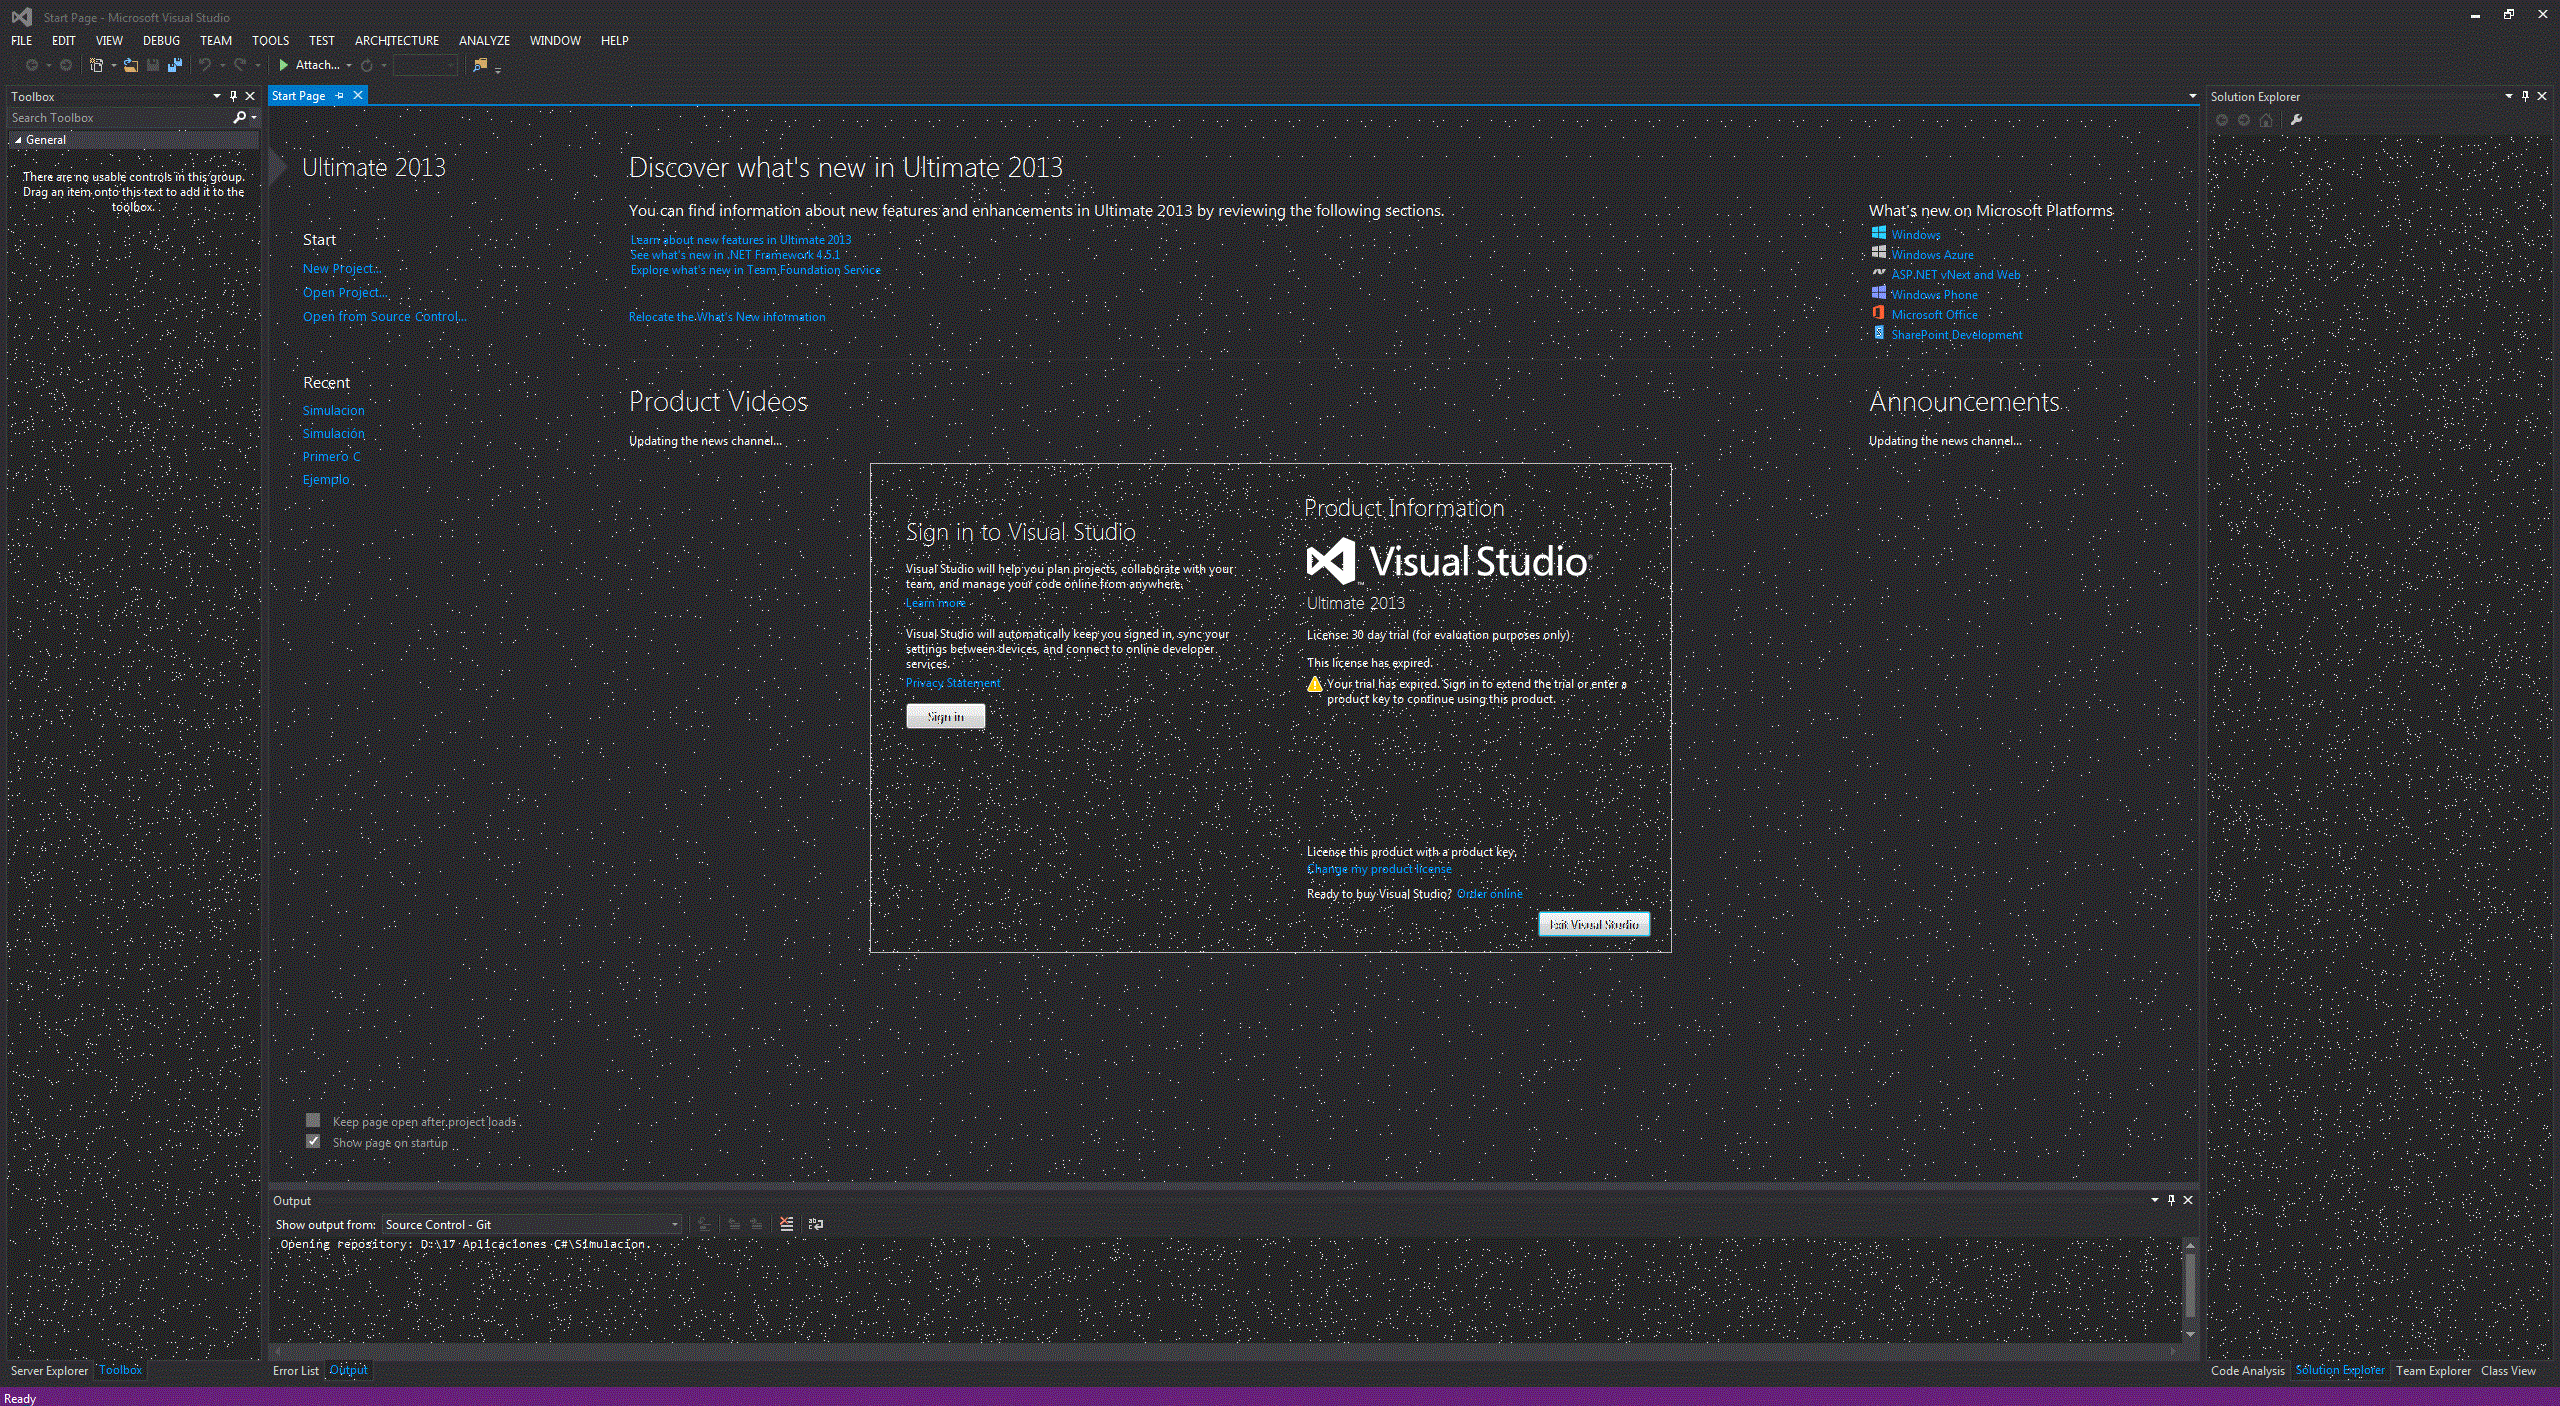 Start Page - Microsoft Visual Studio
FILE EDIT VIEW DEBUG TEAM TOOLS TEST ARCHITECTURE ANALYZE WINDOW HELP
Attach...
Toolbox
Search Toolbox
General
There are no usable controls in this group.
Drag an item onto this text to add it to the
toolbox.
Start Page
Ultimate 2013
Start
New Project...
Open Project...
Open from Source Control...
Recent
Simulacion
Simulación
Primero C
Ejemplo
Discover what's new in Ultimate 2013
You can find information about new features and enhancements in Ultimate 2013 by reviewing the following sections.
Learn about new features in Ultimate 2013
See what's new in .NET Framework 4.5.1
Explore what's new in Team Foundation Service
Relocate the What's New information
What's new on Microsoft Platforms
Windows
Windows Azure
ASP.NET vNext and Web
Windows Phone
Microsoft Office
SharePoint Development
Product Videos
Updating the news channel...
Announcements
Updating the news channel...
Sign in to Visual Studio
Visual Studio will help you plan projects, collaborate with your
team, and manage your code online from anywhere.
Learn more
Visual Studio will automatically keep you signed in, sync your
settings between devices, and connect to online developer
services.
Privacy Statement
Sign in
Product Information
Visual Studio
Ultimate 2013
License: 30 day trial (for evaluation purposes only)
This license has expired.
Your trial has expired. Sign in to extend the trial or enter a
product key to continue using this product.
License this product with a product key.
Change my product license
Ready to buy Visual Studio? Order online
Exit Visual Studio
Keep page open after project loads
Show page on startup
Output
Show output from: Source Control - Git
Opening repository: D:\17 Aplicaciones C#\Simulacion.
Solution Explorer
Server Explorer Toolbox
Error List Output
Code Analysis Solution Explorer Team Explorer Class View
Ready